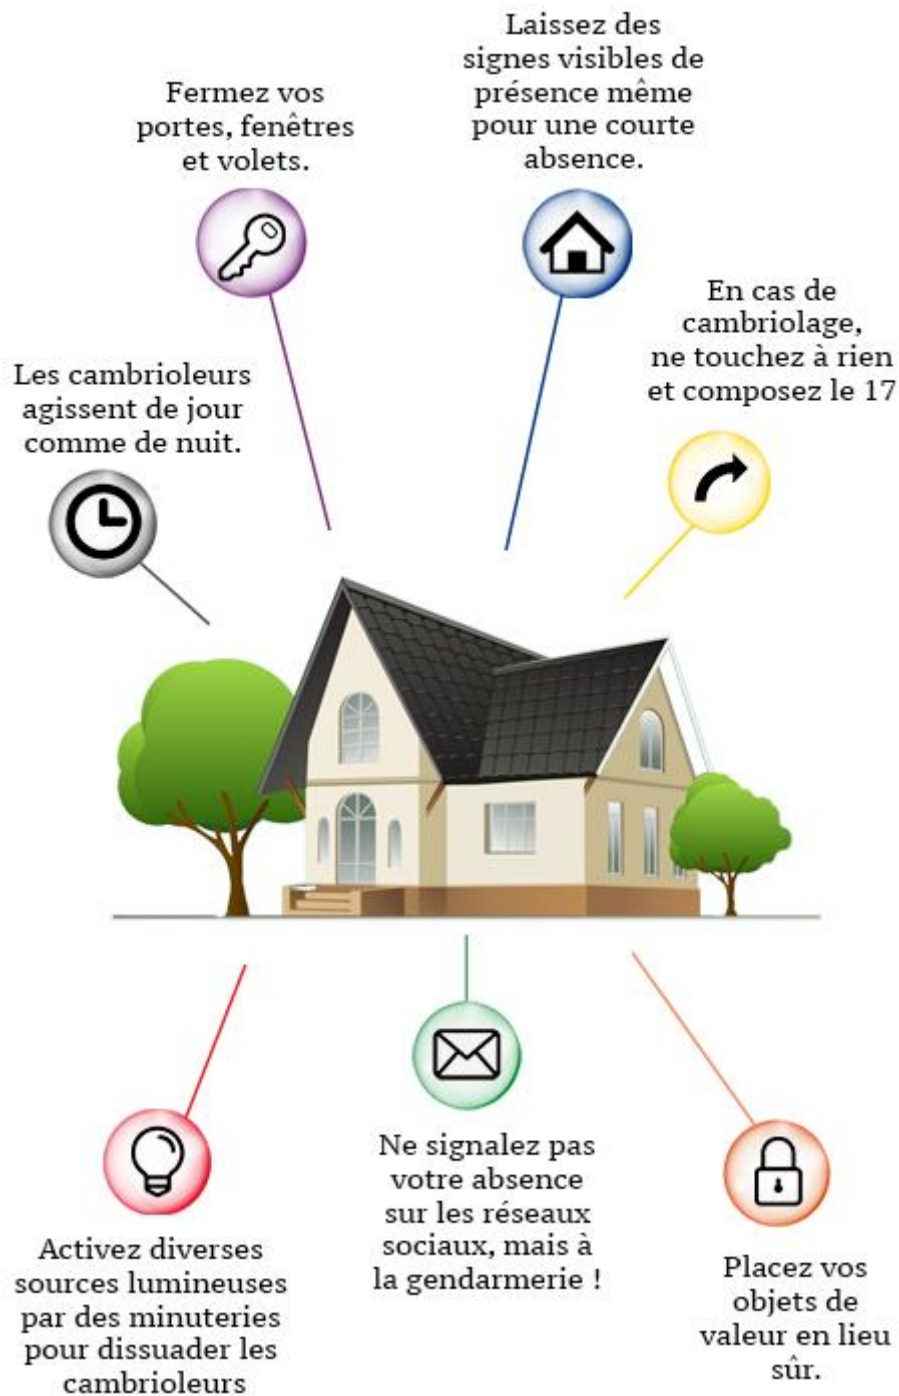 Laissez des
signes visibles de
présence même
pour une courte
absence.
Fermez vos
portes, fenêtres
et volets.
En cas de
cambriolage,
ne touchez à rien
et composez le 17
Les cambrioleurs
agissent de jour
comme de nuit.
Activez diverses
sources lumineuses
par des minuteries
pour dissuader les
cambrioleurs
Ne signalez pas
votre absence
sur les réseaux
sociaux, mais à
la gendarmerie !
Placez vos
objets de
valeur en lieu
sûr.